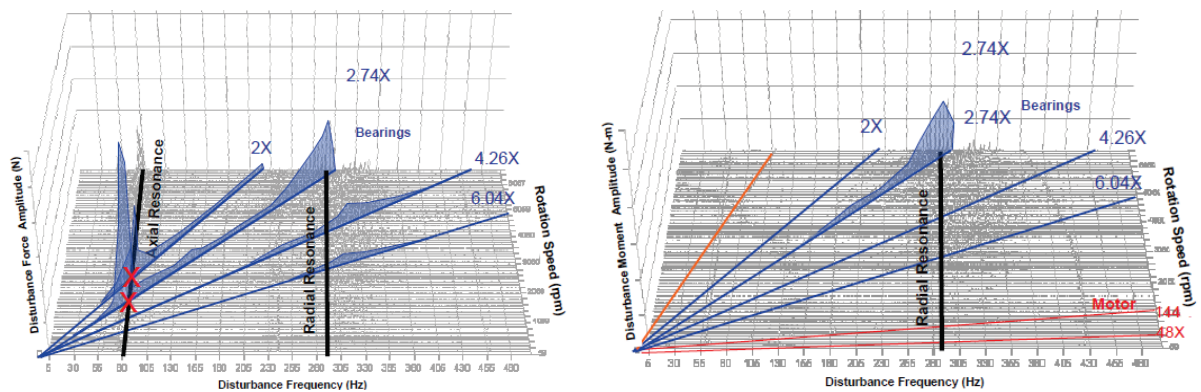 2.74X
Bearings
2X
4.26X
6.04X
Disturbance Force Amplitude (N)
xial Resonance
Radial Resonance
Rotation Speed (rpm)
5 30 55 80 105 130 155 180 205 230 255 280 305 330 355 380 405 430 455 480
Disturbance Frequency (Hz)
2.74X
2.74X
Bearings
2X
4.26X
6.04X
Disturbance Moment Amplitude (N-m)
Radial Resonance
Rotation Speed (rpm)
Motor
144
48X
5 30 55 80 105 130 155 180 205 230 255 280 305 330 355 380 405 430 455 480
Disturbance Frequency (Hz)